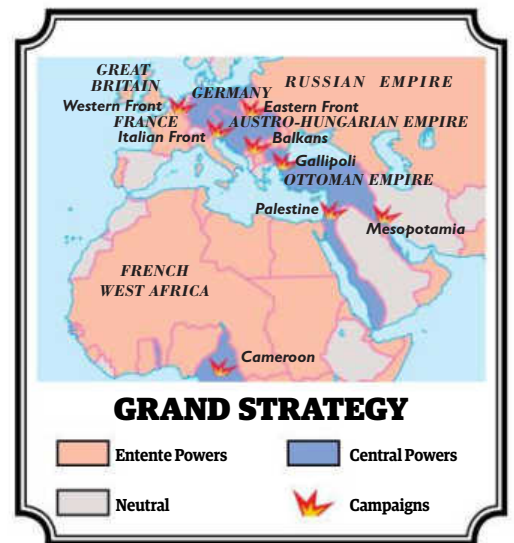 GREAT
BRITAIN
GERMANY
RUSSIAN EMPIRE
Western Front
Eastern Front
FRANCE
AUSTRO-HUNGARIAN EMPIRE
Italian Front
Balkans
Gallipoli
OTTOMAN EMPIRE
Palestine
Mesopotamia
FRENCH
WEST AFRICA
Cameroon
GRAND STRATEGY
Entente Powers
Central Powers
Neutral
Campaigns